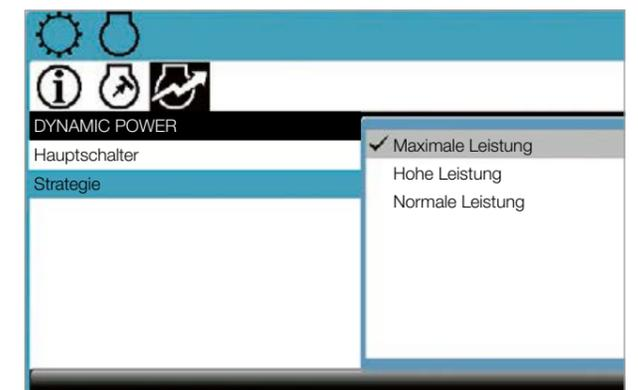 DYNAMIC POWER
Hauptschalter
Strategie
Maximale Leistung
Hohe Leistung
Normale Leistung